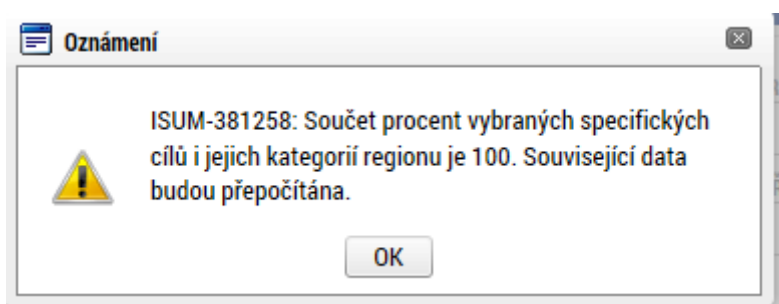 Oznámení
ISUM-381258: Součet procent vybraných specifických
cílů i jejich kategorií regionu je 100. Související data
budou přepočítána.
OK